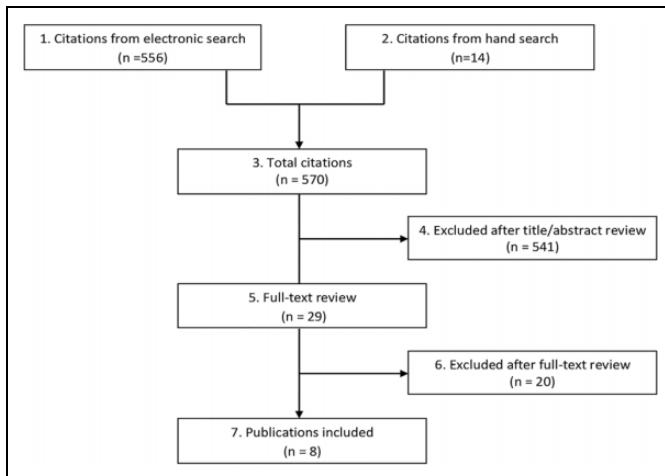 1. Citations from electronic search
(n =556)
2. Citations from hand search
(n=14)
3. Total citations
(n = 570)
4. Excluded after title/abstract review
(n = 541)
5. Full-text review
(n = 29)
6. Excluded after full-text review
(n = 20)
7. Publications included
(n = 8)